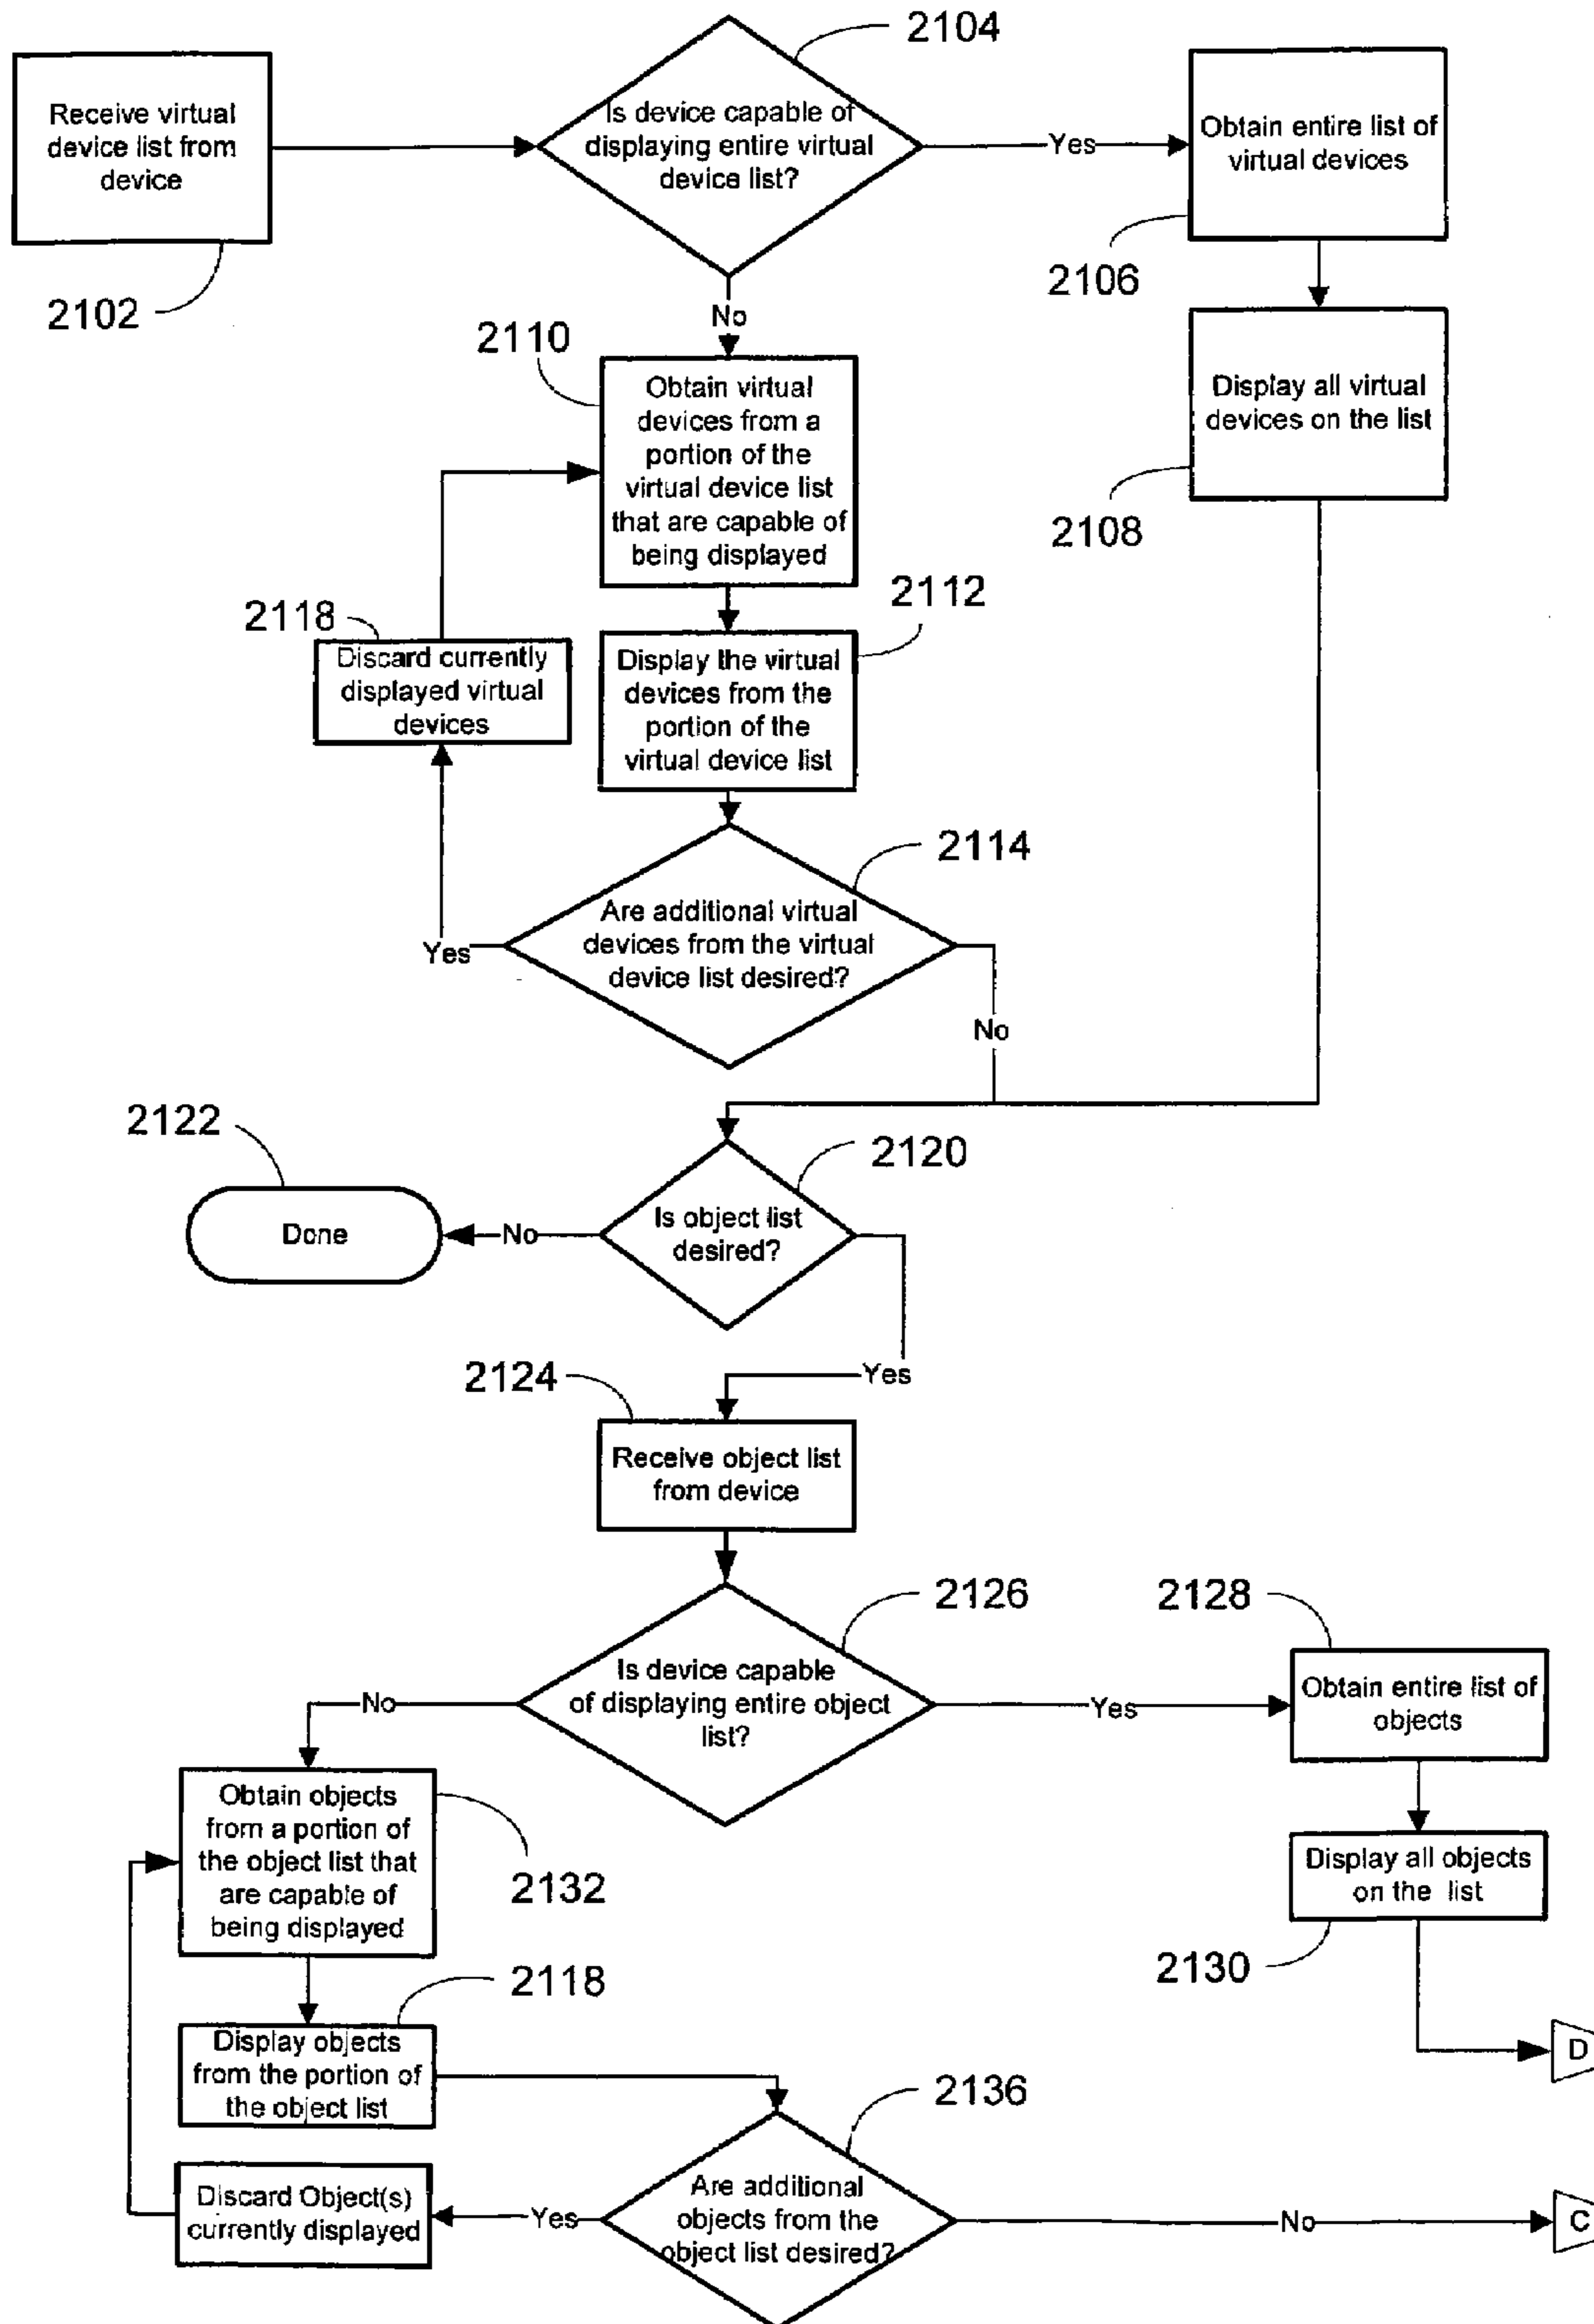 2104
Receive virtual
device list from
device
2102
Is device capable of
displaying entire virtual
device list?
Yes
Obtain entire list of
virtual devices
2106
No
2110
Obtain virtual
devices from a
portion of the
virtual device list
that are capable of
being displayed
Display all virtual
devices on the list
2108
2112
2118
Discard currently
displayed virtual
devices
Display the virtual
devices from the
portion of the
virtual device list
2114
Are additional virtual
devices from the virtual
device list desired?
Yes
No
2122
2120
Done
No
Is object list
desired?
Yes
2124
Receive object list
from device
2126
2128
Is device capable
of displaying entire object
list?
No
Yes
Obtain entire list of
objects
Obtain objects
from a portion of
the object list that
are capable of
being displayed
2132
Display all objects
on the list
2130
2118
Display objects
from the portion of
the object list
D
2136
Are additional
objects from the
object list desired?
Yes
Discard Object(s)
currently displayed
No
C